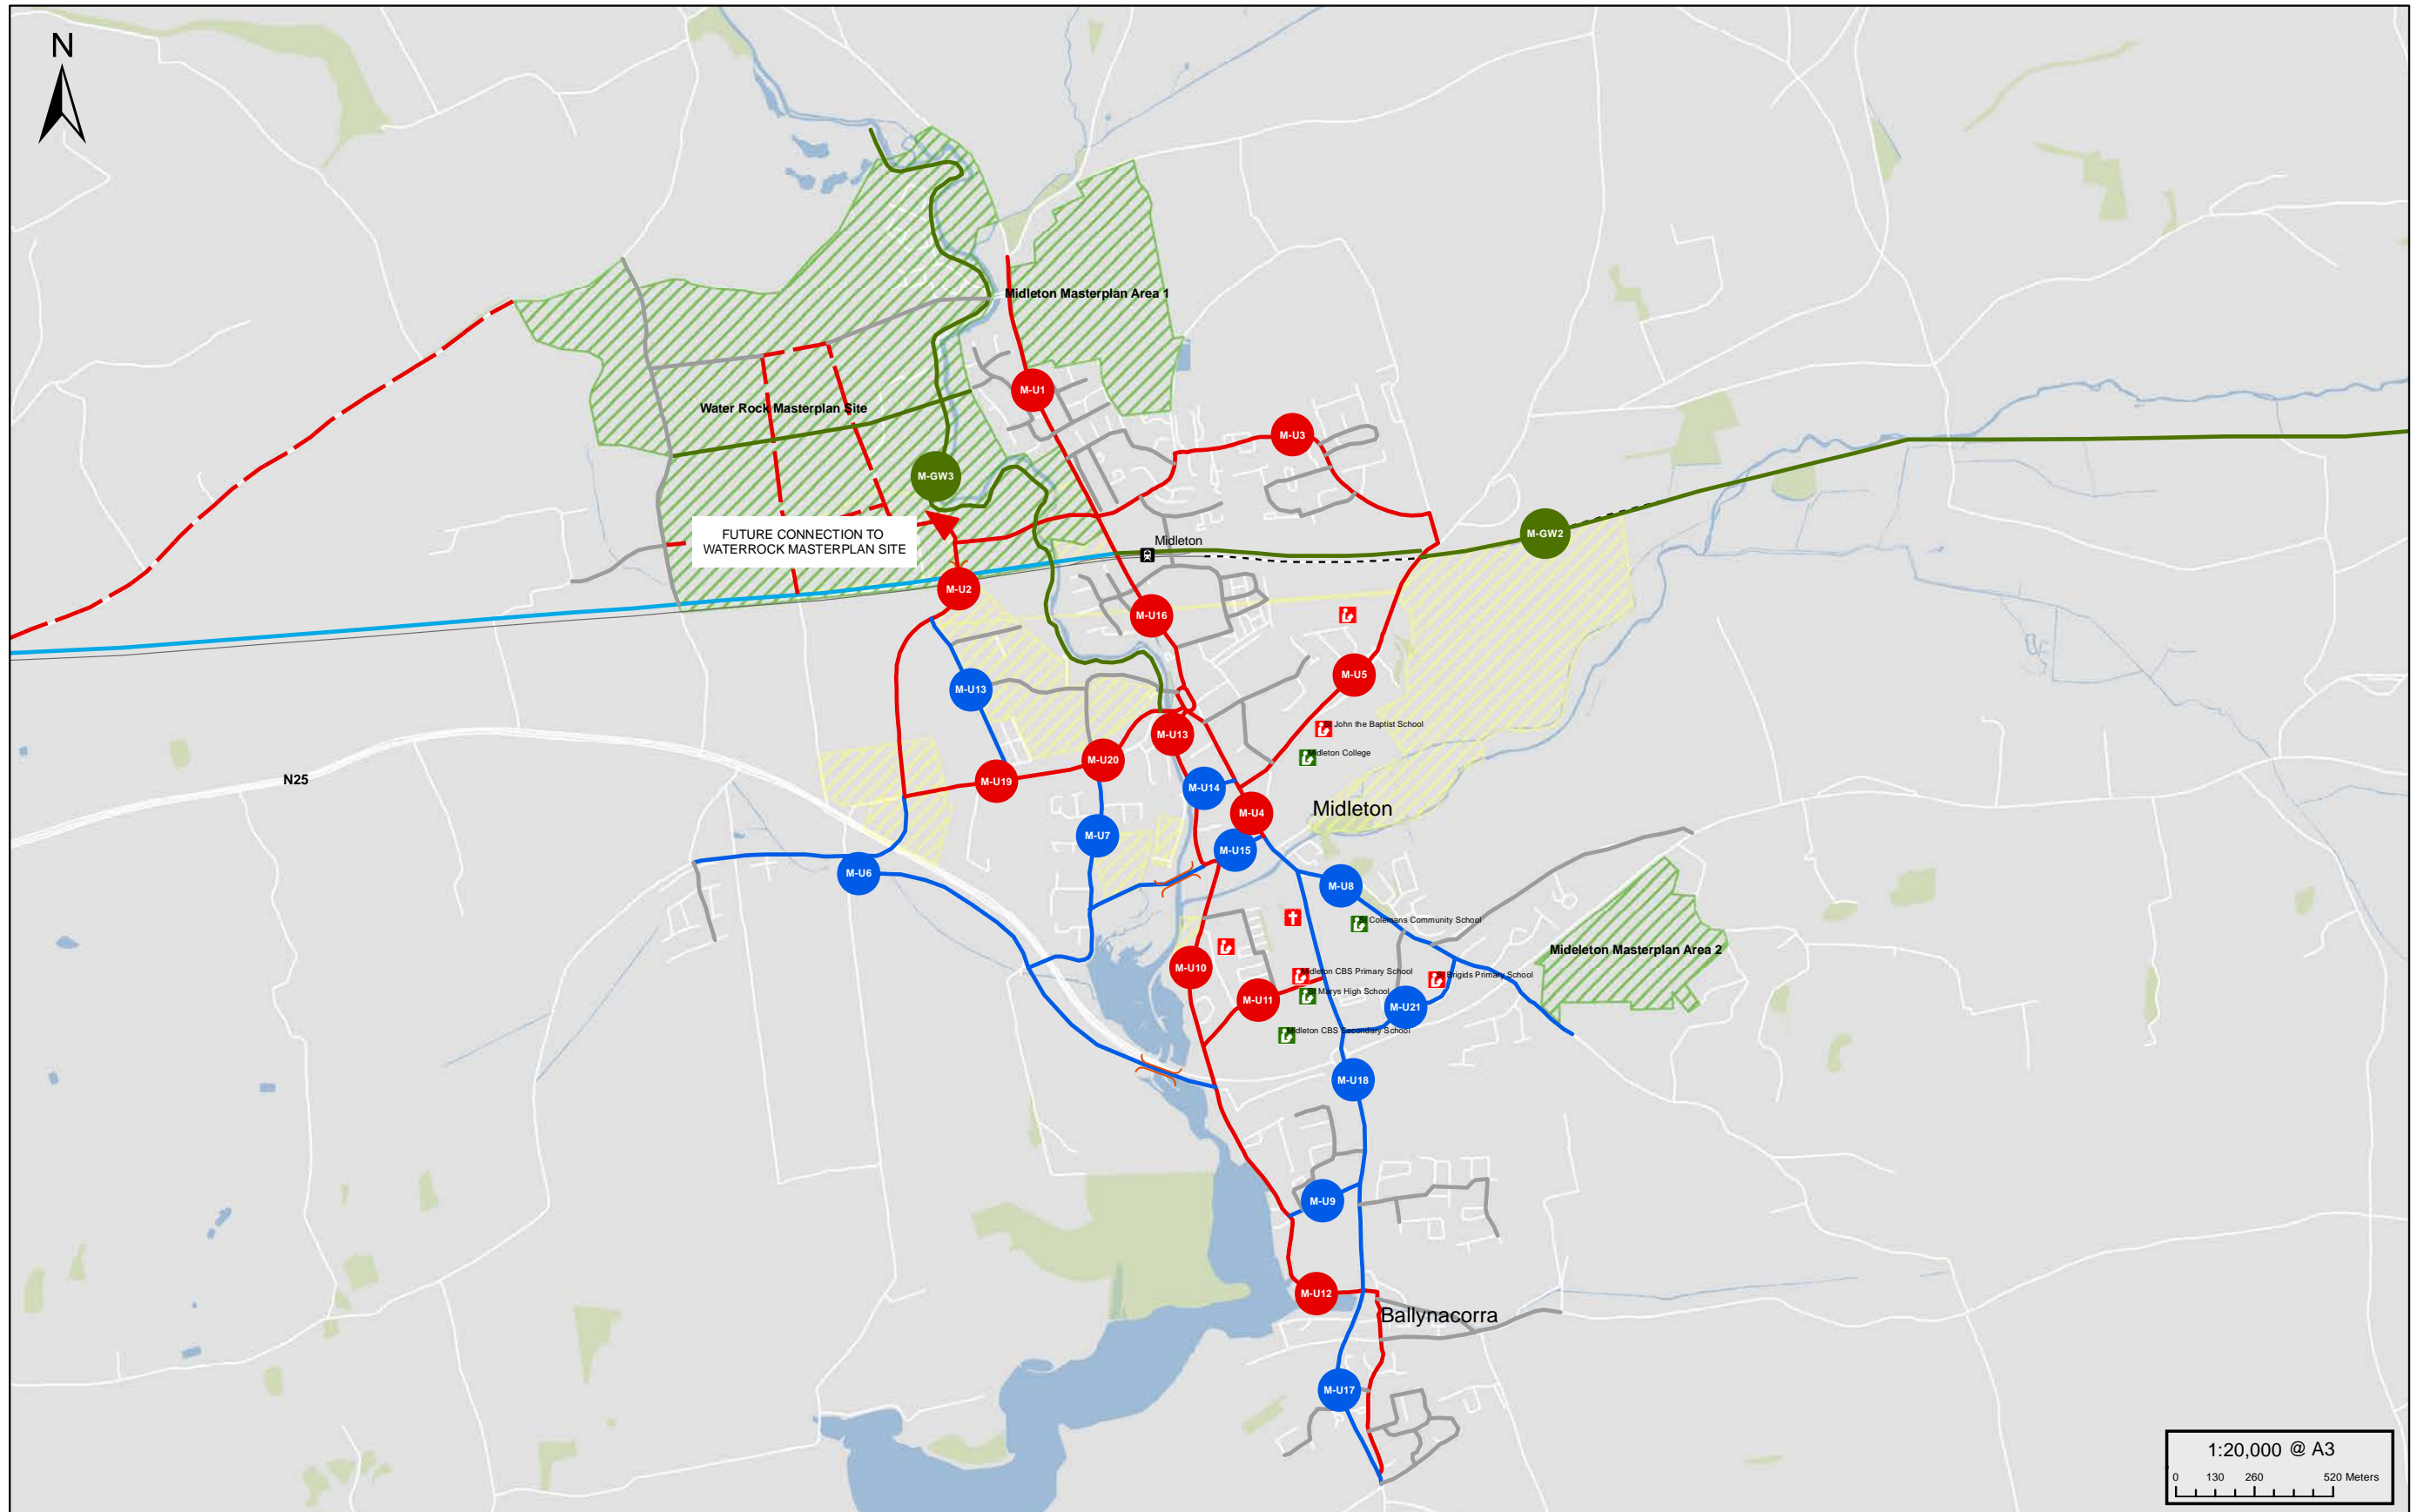 N
Midleton Masterplan Area 1
M-U1
Water Rock Masterplan Site
M-U3
M-GW3
FUTURE CONNECTION TO
WATERROCK MASTERPLAN SITE
Midleton
M-GW2
M-U2
M-U16
M-U5
M-U13
St John the Baptist School
M-U13
Midleton College
M-U20
N25
M-U19
M-U14
Midleton
M-U4
M-U7
M-U15
M-U6
M-U8
St Colemans Community School
Mideleton Masterplan Area 2
M-U10
Midleton CBS Primary School
St Brigids Primary School
St Marys High School
M-U11
M-U21
Midleton CBS Secondary School
M-U18
M-U9
M-U12
Ballynacorra
M-U17
1:20,000 @ A3
0 130 260 520 Meters